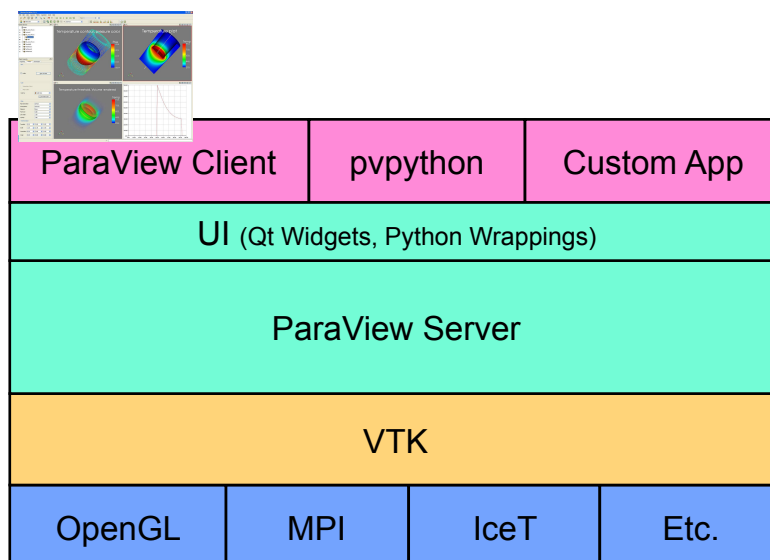 ParaView Client
pvpython
Custom App
UI (Qt Widgets, Python Wrappings)
ParaView Server
VTK
OpenGL
MPI
IceT
Etc.